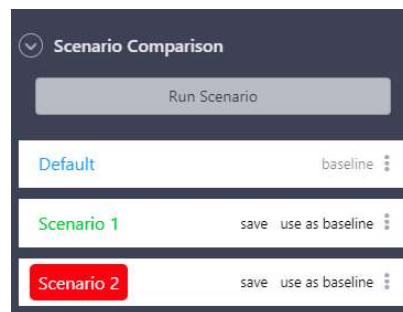 Scenario Comparison
Run Scenario
Default baseline
Scenario 1 save use as baseline
Scenario 2 save use as baseline